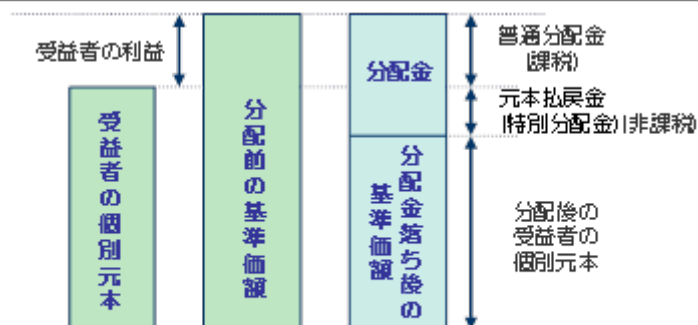 受益者の利益
受益者の個別元本
分配前の基準価額
分配金
分配金落ち後の
基準価額
普通分配金
(課税)
元本払戻金
(特別分配金)(非課税)
分配後の
受益者の
個別元本